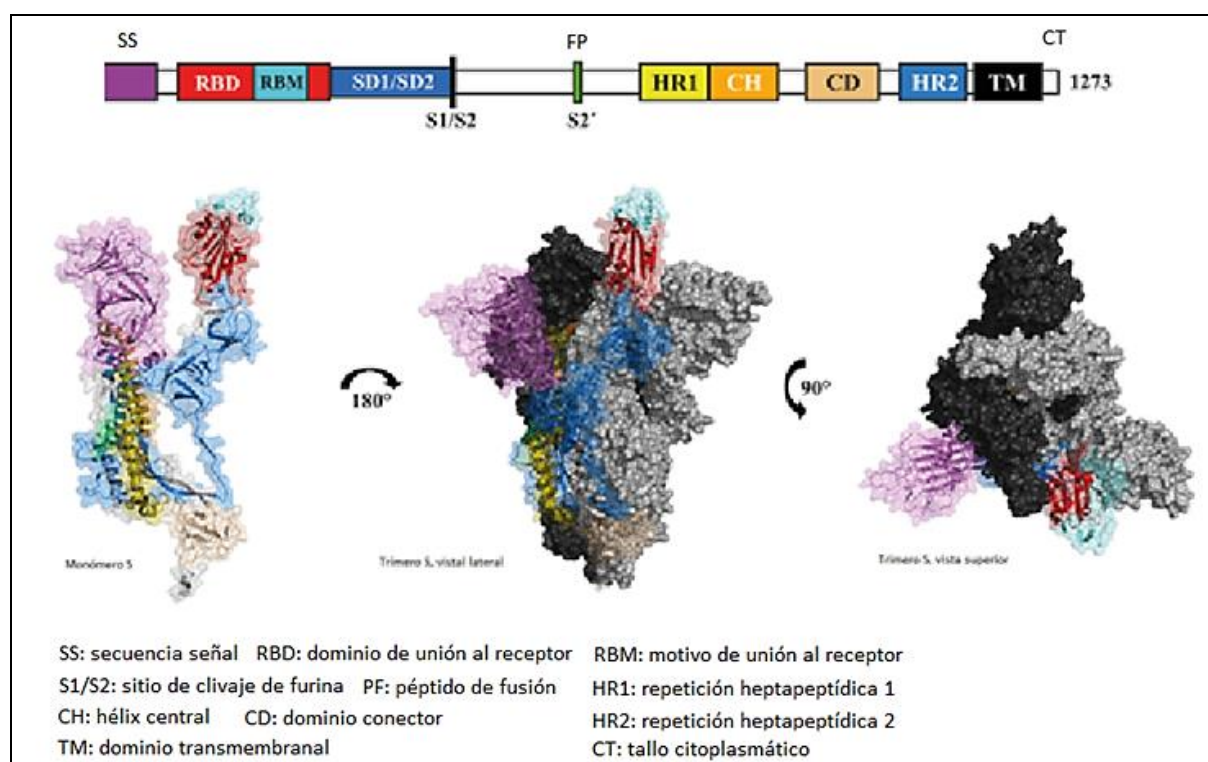 SS FP CT
RBD RBM SD1/SD2 HR1 CH CD HR2 TM 1273
S1/S2 S2´
180° 90°
Monómero S Trímero S, vistal lateral Trímero S, vista superior
SS: secuencia señal RBD: dominio de unión al receptor RBM: motivo de unión al receptor
S1/S2: sitio de clivaje de furina PF: péptido de fusión HR1: repetición heptapeptídica 1
CH: hélix central CD: dominio conector HR2: repetición heptapeptídica 2
TM: dominio transmembranal CT: tallo citoplasmático